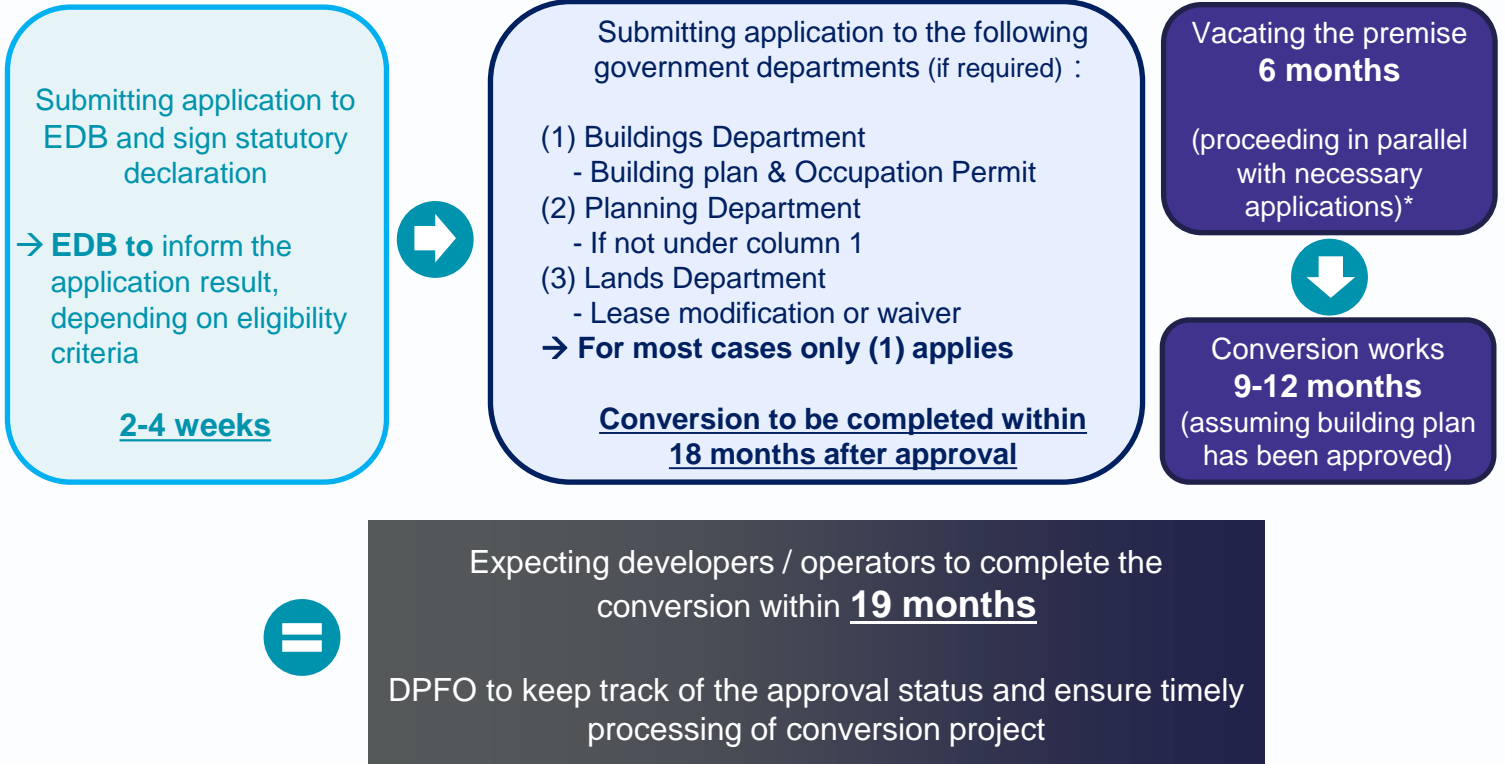 Submitting application to
EDB and sign statutory
declaration
→ EDB to inform the
application result,
depending on eligibility
criteria
2-4 weeks
Submitting application to the following
government departments (if required) :
(1) Buildings Department
- Building plan & Occupation Permit
(2) Planning Department
- If not under column 1
(3) Lands Department
- Lease modification or waiver
→ For most cases only (1) applies
Conversion to be completed within
18 months after approval
Vacating the premise
6 months
(proceeding in parallel
with necessary
applications)*
Conversion works
9-12 months
(assuming building plan
has been approved)
Expecting developers / operators to complete the
conversion within 19 months
DPFO to keep track of the approval status and ensure timely
processing of conversion project